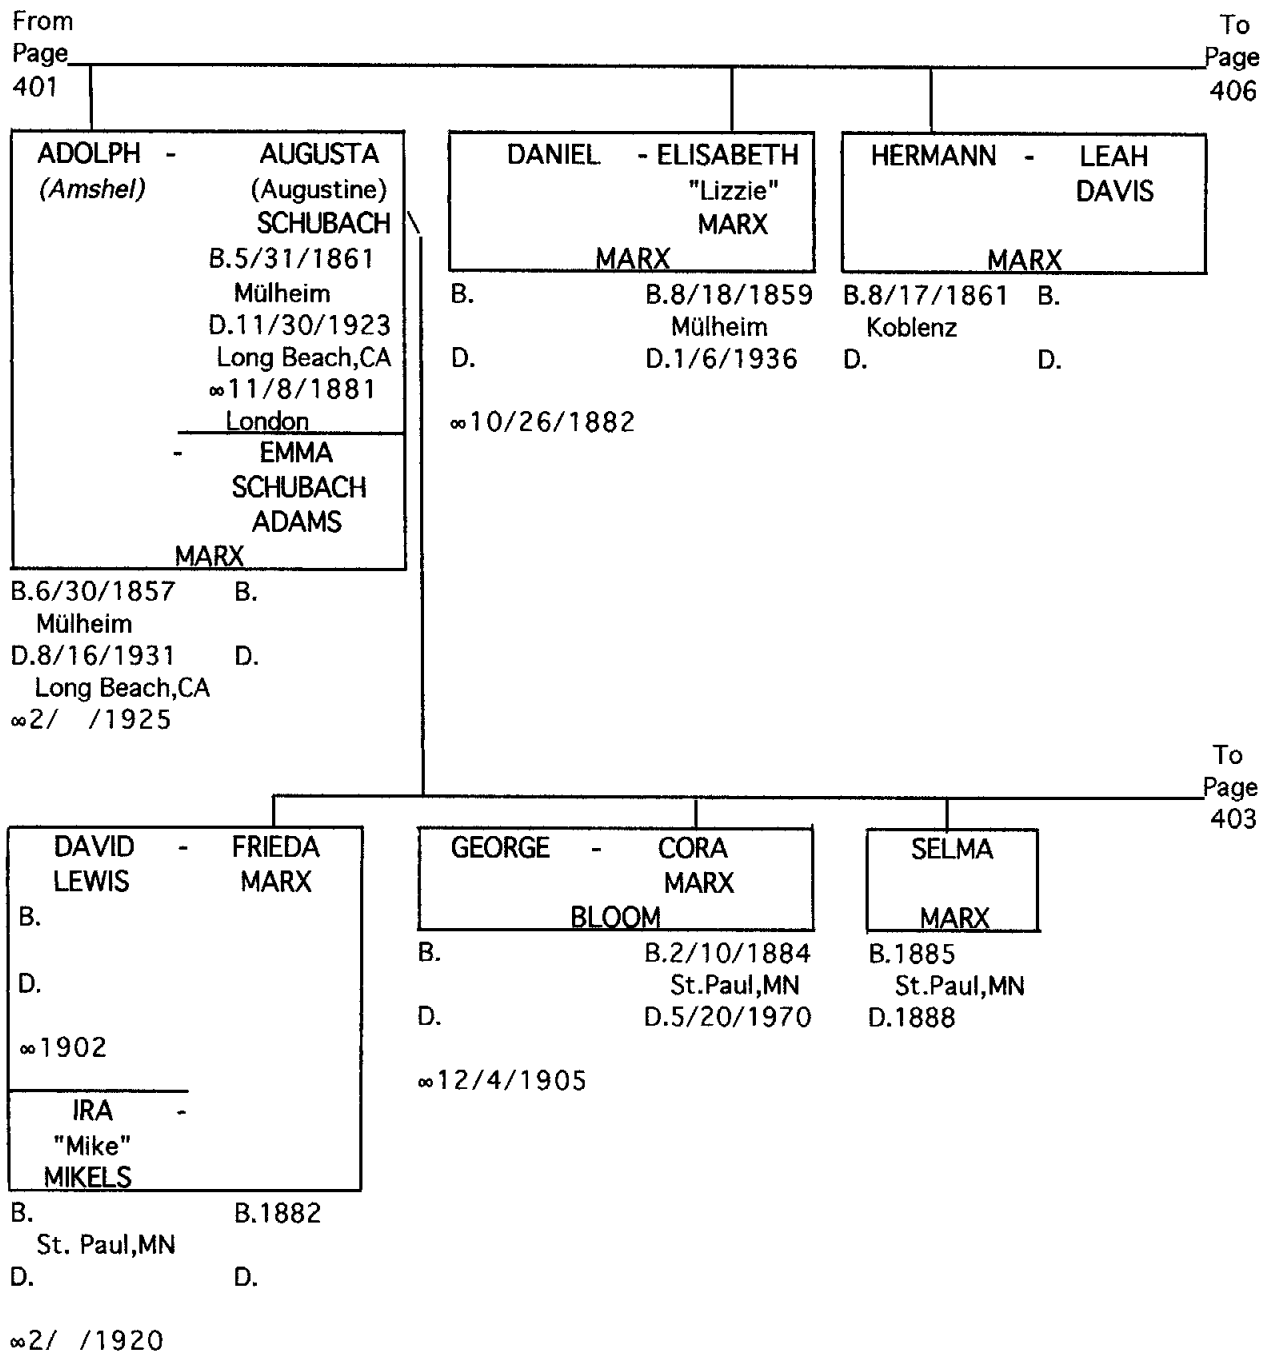 From
Page
401
To
Page
406
ADOLPH - AUGUSTA
(Amshel) (Augustine)
SCHUBACH
B.5/31/1861
Mülheim
D.11/30/1923
Long Beach,CA
∞11/8/1881
London
- EMMA
SCHUBACH
ADAMS
MARX
B.6/30/1857 B.
Mülheim
D.8/16/1931 D.
Long Beach,CA
∞2/ /1925
DANIEL - ELISABETH
"Lizzie"
MARX
MARX
B. B.8/18/1859
Mülheim
D. D.1/6/1936
∞10/26/1882
HERMANN - LEAH
DAVIS
MARX
B.8/17/1861 B.
Koblenz
D. D.
To
Page
403
DAVID - FRIEDA
LEWIS MARX
B.
D.
∞1902
IRA -
"Mike"
MIKELS
B. B.1882
St. Paul,MN
D. D.
∞2/ /1920
GEORGE - CORA
MARX
BLOOM
B. B.2/10/1884
St.Paul,MN
D. D.5/20/1970
∞12/4/1905
SELMA
MARX
B.1885
St.Paul,MN
D.1888